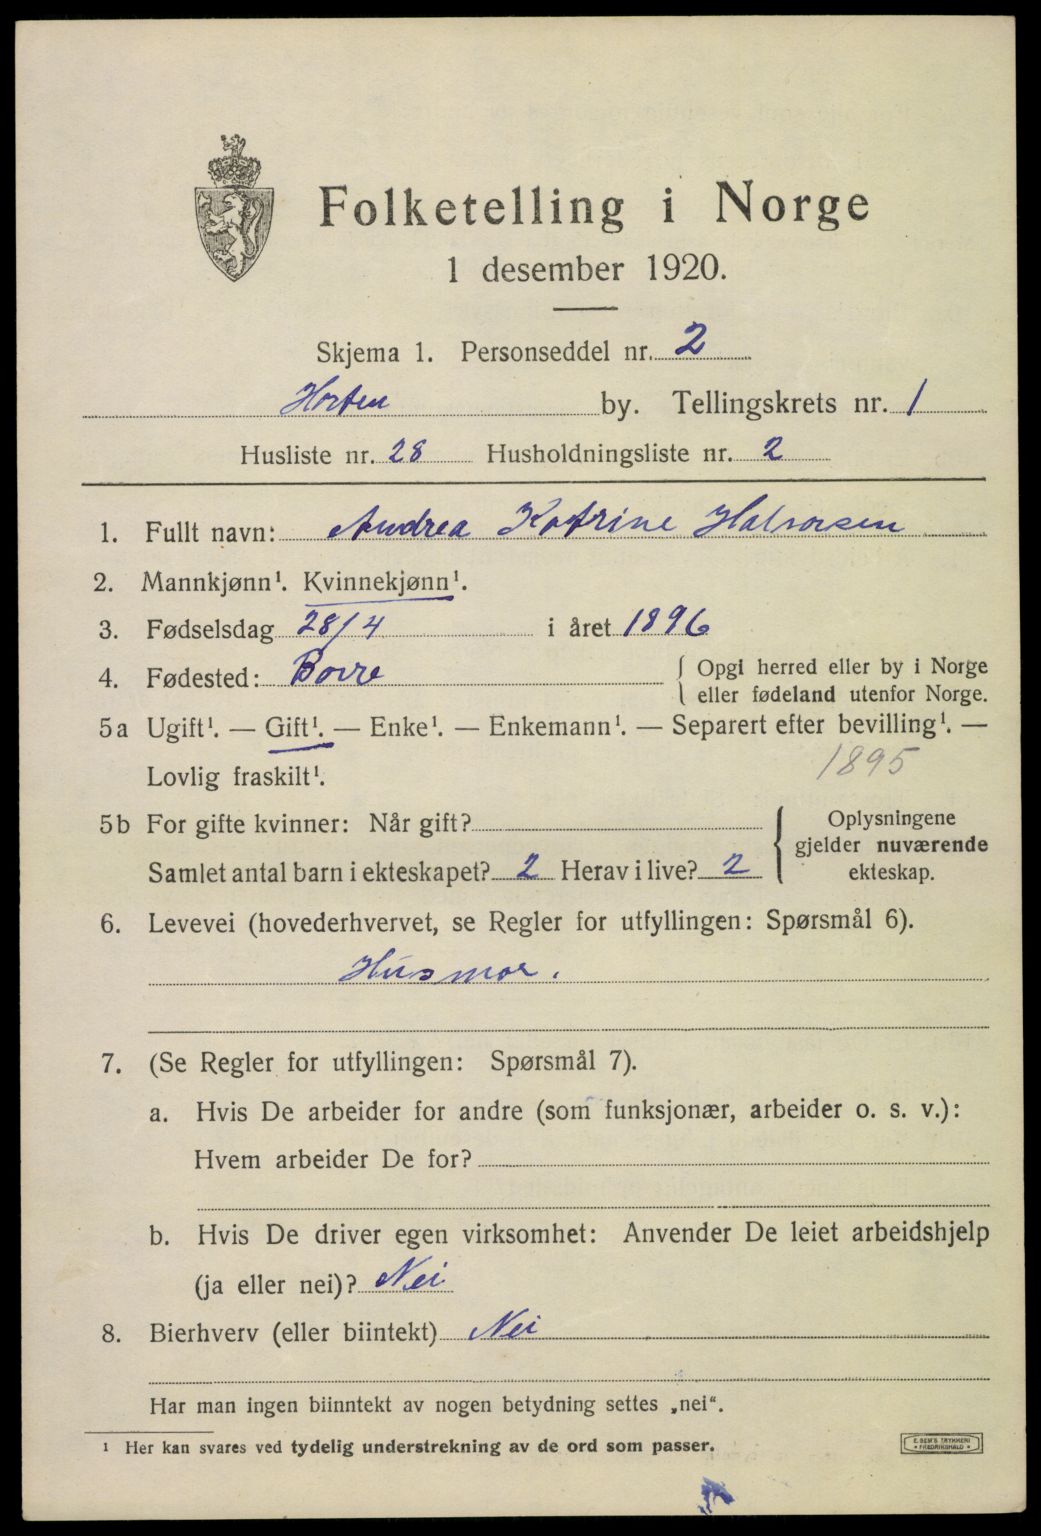 Folketelling i Norge
1 desember 1920.
Skjema 1. Personseddel nr. 2
Horten by. Tellingskrets nr. 1
Husliste nr. 28 Husholdningsliste nr. 2
1. Fullt navn: Andrea Katrine Halvorsen
2. Mannkjønn¹. Kvinnekjønn¹.
3. Fødselsdag 28/4 i året 1896
4. Fødested: Borre { Opgi herred eller by i Norge
eller fødeland utenfor Norge.
5a Ugift¹. — Gift¹. — Enke¹. — Enkemann¹. — Separert efter bevilling¹. —
Lovlig fraskilt¹. 1895
5b For gifte kvinner: Når gift? Oplysningene
gjelder nuværende
Samlet antal barn i ekteskapet? 2 Herav i live? 2 ekteskap.
6. Levevei (hovederhvervet, se Regler for utfyllingen: Spørsmål 6).
Husmor.
7. (Se Regler for utfyllingen: Spørsmål 7).
a. Hvis De arbeider for andre (som funksjonær, arbeider o. s. v.):
Hvem arbeider De for?
b. Hvis De driver egen virksomhet: Anvender De leiet arbeidshjelp
(ja eller nei)? Nei
8. Bierhverv (eller biintekt) Nei
Har man ingen biinntekt av nogen betydning settes „nei“.
¹ Her kan svares ved tydelig understrekning av de ord som passer.
E. SEM'S TRYKKERI
• FREDRIKSHALD •